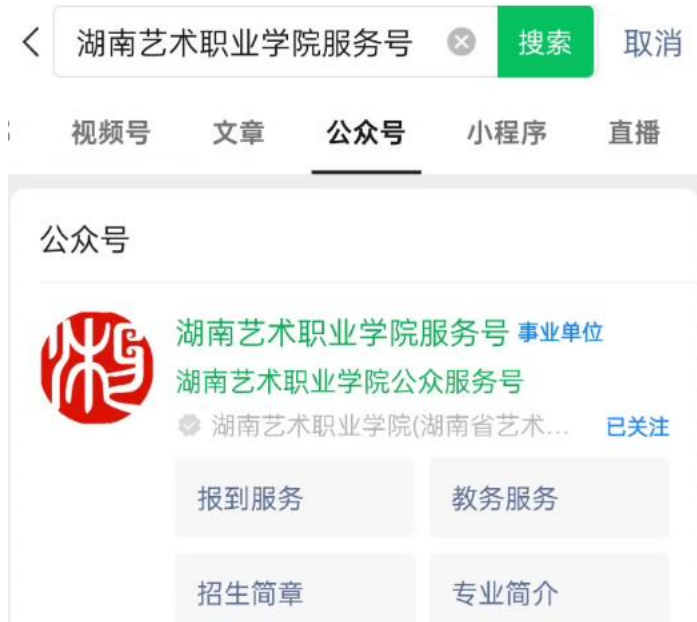 湖南艺术职业学院服务号 搜索 取消
视频号 文章 公众号 小程序 直播
公众号
湖南艺术职业学院服务号 事业单位
湖南艺术职业学院公众服务号
湖南艺术职业学院(湖南省艺术... 已关注
报到服务 教务服务
招生简章 专业简介